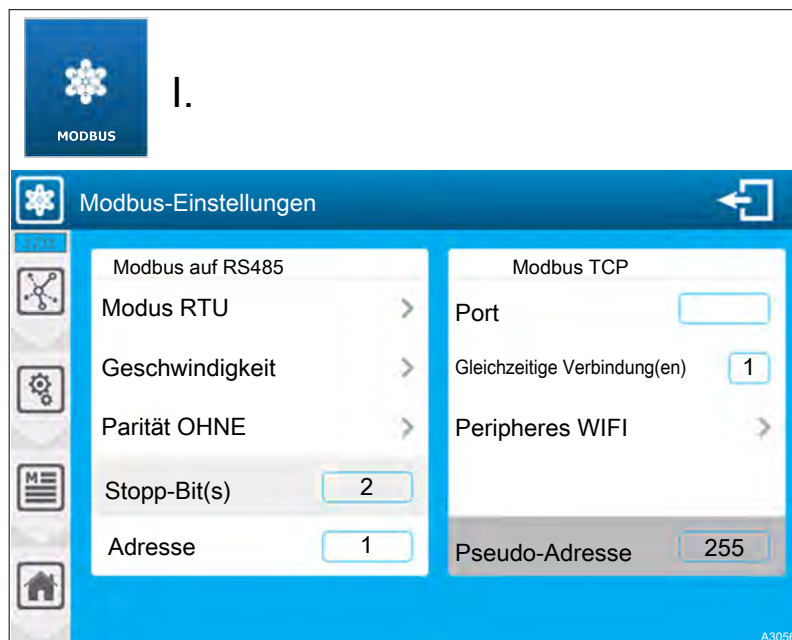 MODBUS
I.
Modbus-Einstellungen
Modbus auf RS485
Modus RTU
Geschwindigkeit
Parität OHNE
Stopp-Bit(s) 2
Adresse 1
Modbus TCP
Port
Gleichzeitige Verbindung(en) 1
Peripheres WIFI
Pseudo-Adresse 255
M
A3056